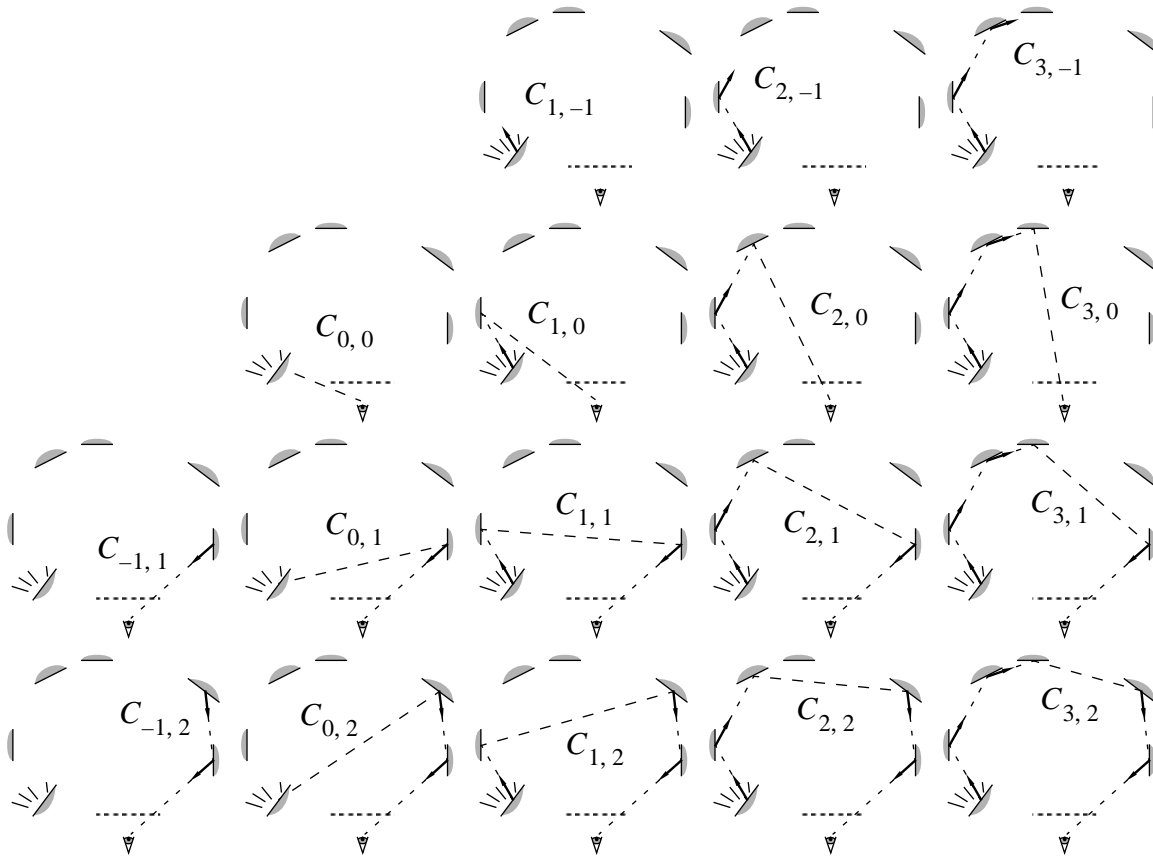 C1, –1
C2, –1
C3, –1
C0, 0
C1, 0
C2, 0
C3, 0
C–1, 1
C0, 1
C1, 1
C2, 1
C3, 1
C–1, 2
C0, 2
C1, 2
C2, 2
C3, 2